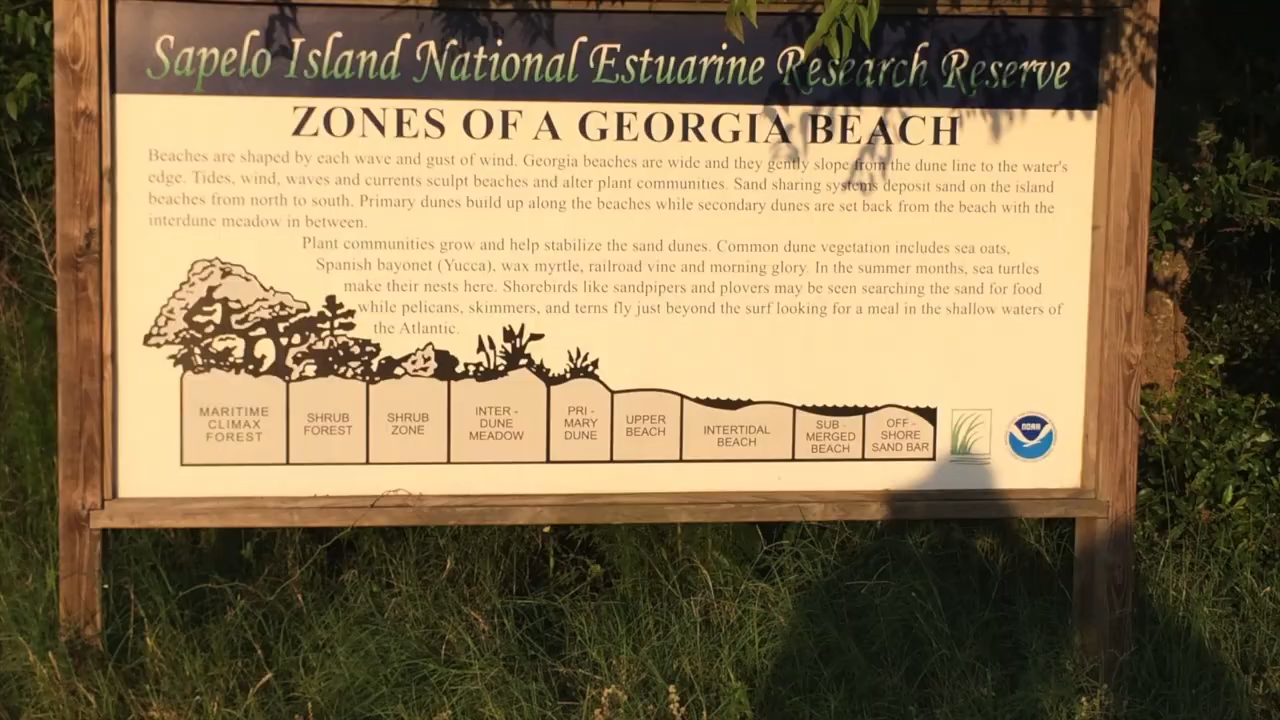 Sapelo Island National Estuarine Research Reserve
ZONES OF A GEORGIA BEACH
Beaches are shaped by each wave and gust of wind. Georgia beaches are wide and they gently slope from the dune line to the water's
edge. Tides, wind, waves and currents sculpt beaches and alter plant communities. Sand sharing systems deposit sand on the island
beaches from north to south. Primary dunes build up along the beaches while secondary dunes are set back from the beach with the
interdune meadow in between.
Plant communities grow and help stabilize the sand dunes. Common dune vegetation includes sea oats,
Spanish bayonet (Yucca), wax myrtle, railroad vine and morning glory. In the summer months, sea turtles
make their nests here. Shorebirds like sandpipers and plovers may be seen searching the sand for food
while pelicans, skimmers, and terns fly just beyond the surf looking for a meal in the shallow waters of
the Atlantic.
MARITIME
CLIMAX
FOREST
SHRUB
FOREST
SHRUB
ZONE
INTER -
DUNE
MEADOW
PRI -
MARY
DUNE
UPPER
BEACH
INTERTIDAL
BEACH
SUB -
MERGED
BEACH
OFF -
SHORE
SAND BAR
NOAA